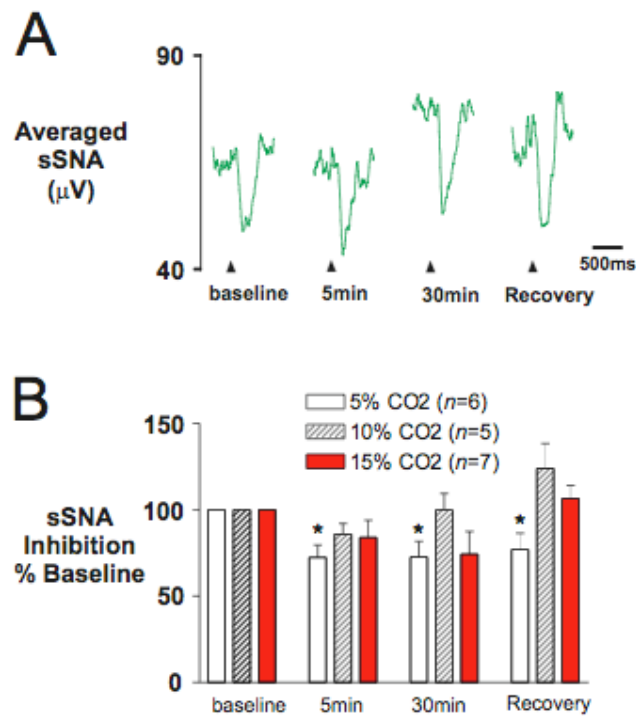 A
90
Averaged
sSNA
(μV)
40
500ms
baseline 5min 30min Recovery
B
5% CO2 (n=6)
10% CO2 (n=5)
15% CO2 (n=7)
150
100
50
0
sSNA
Inhibition
% Baseline
* * *
baseline 5min 30min Recovery